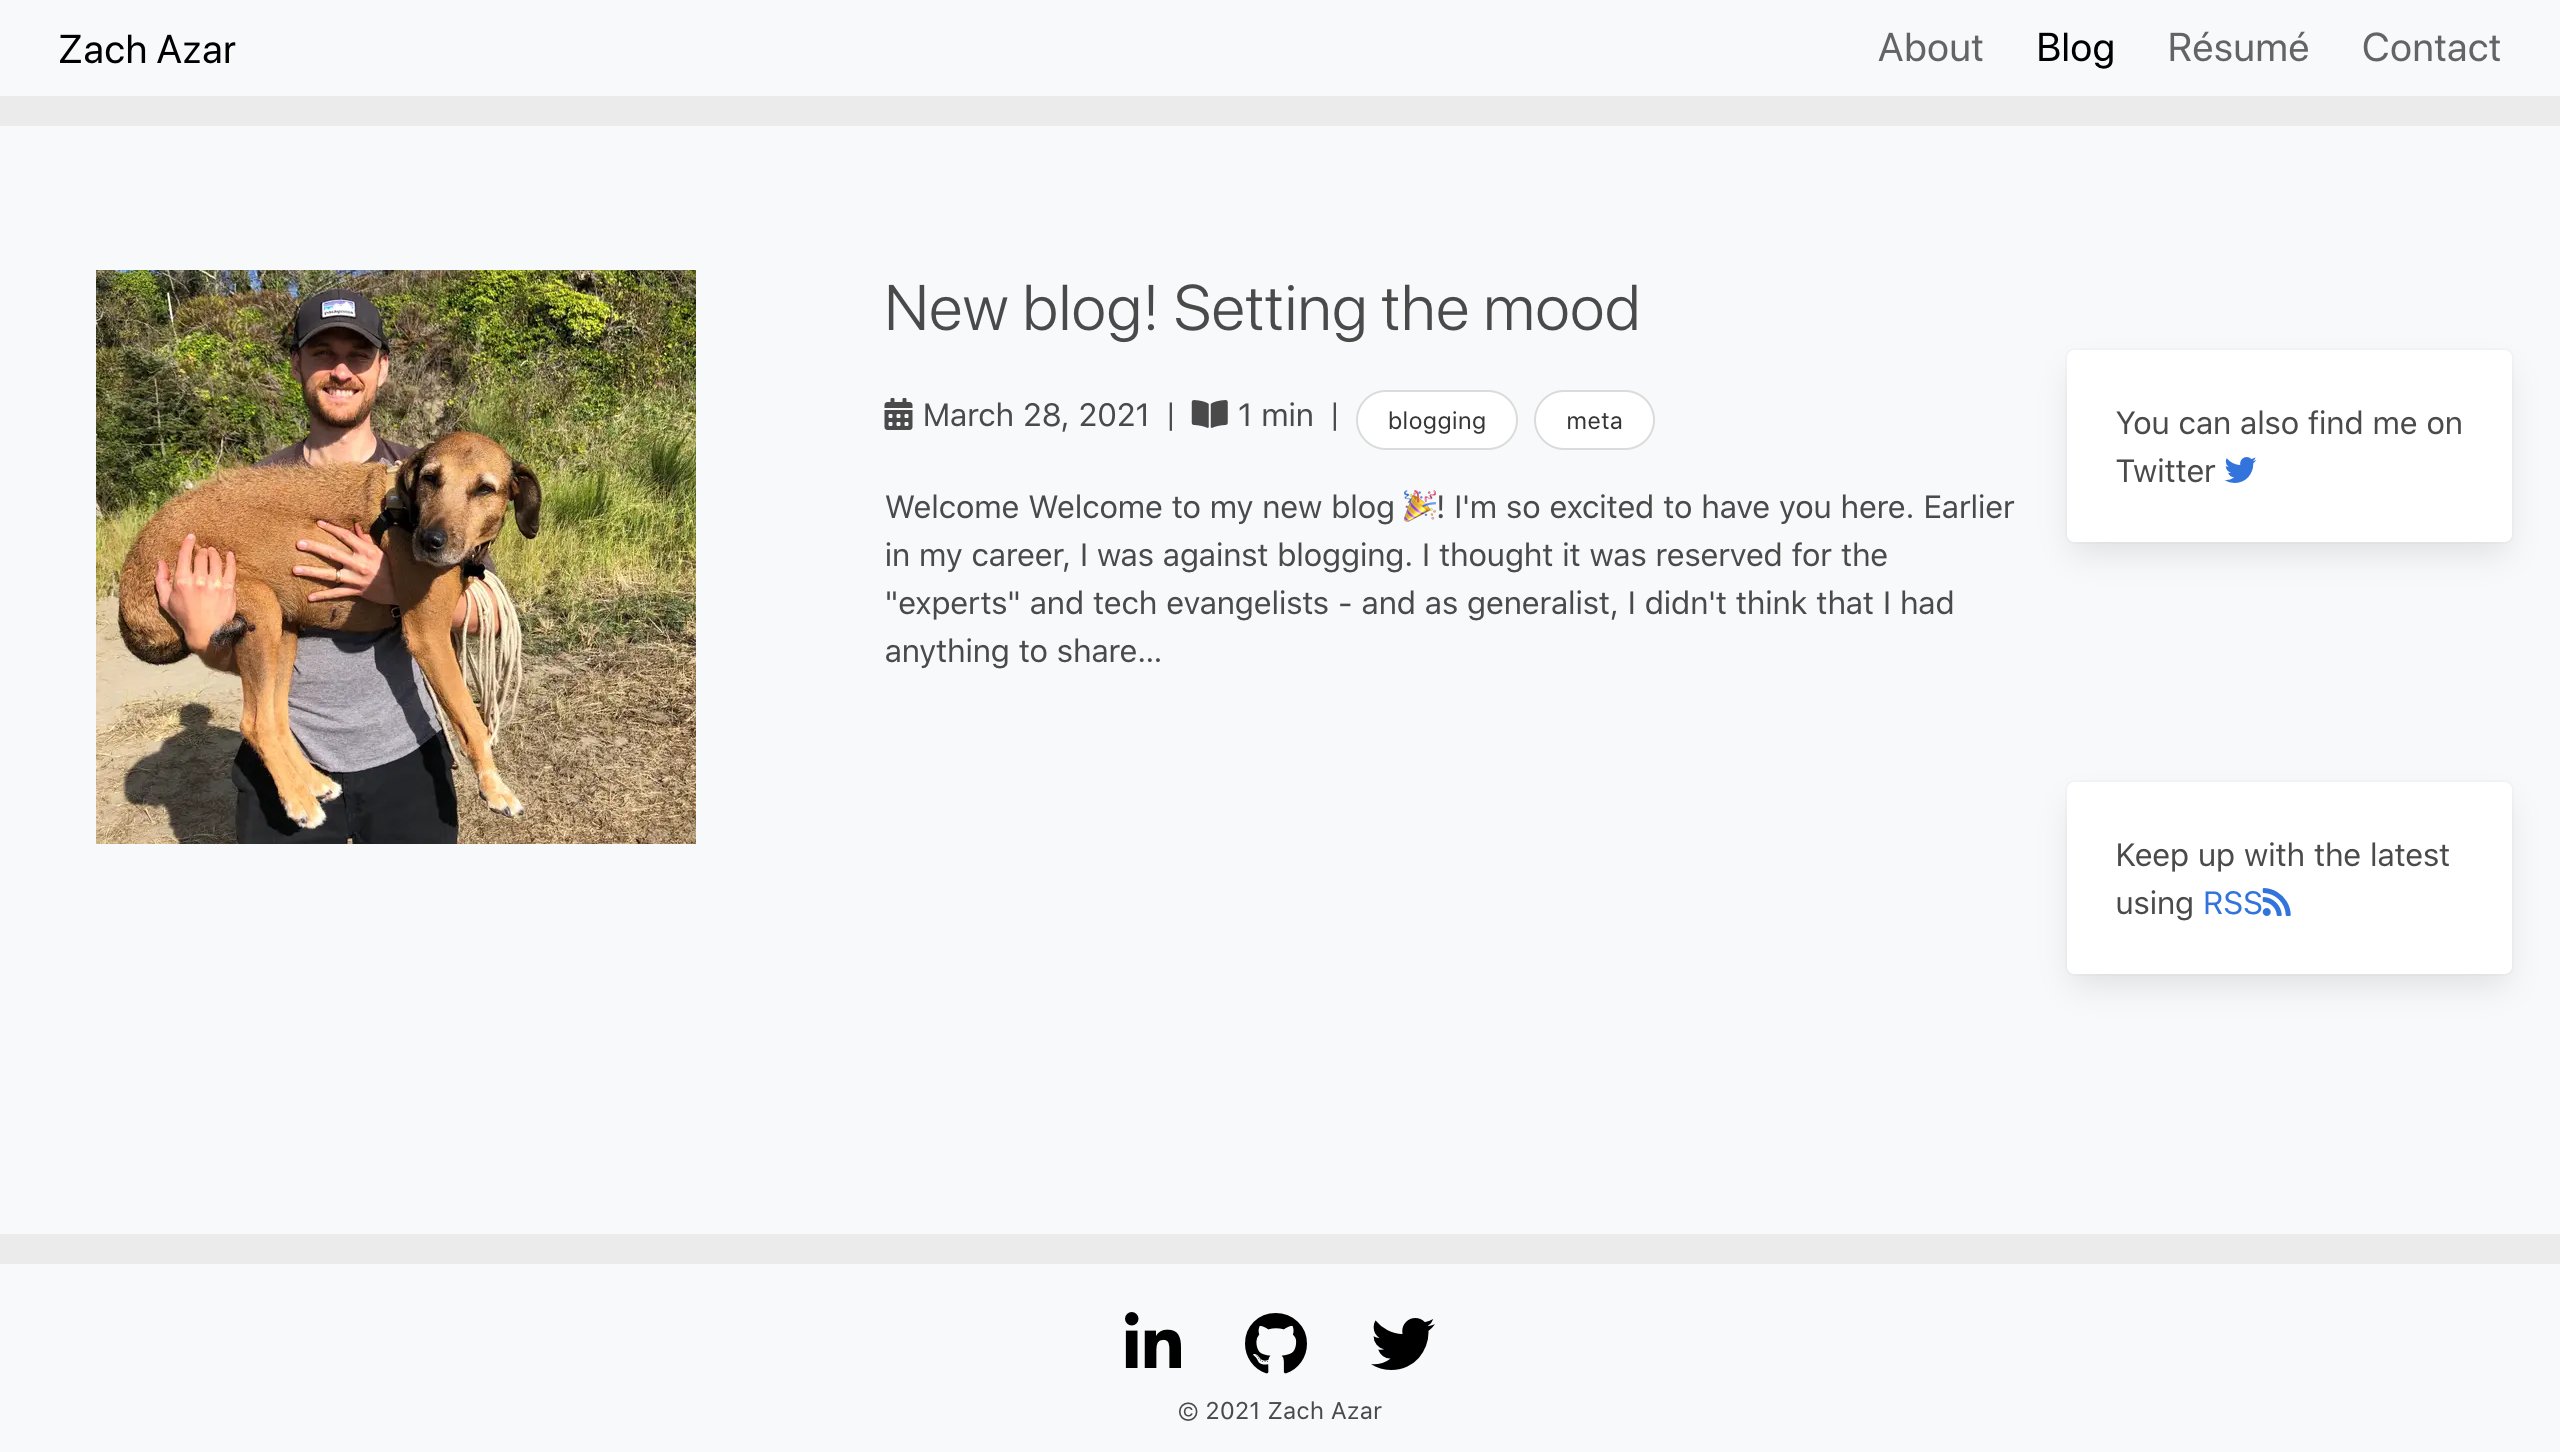 Zach Azar
About Blog Résumé Contact
New blog! Setting the mood
March 28, 2021 | 1 min | blogging meta
Welcome Welcome to my new blog 🎉! I'm so excited to have you here. Earlier
in my career, I was against blogging. I thought it was reserved for the
"experts" and tech evangelists - and as generalist, I didn't think that I had
anything to share...
You can also find me on
Twitter
Keep up with the latest
using RSS
in
© 2021 Zach Azar